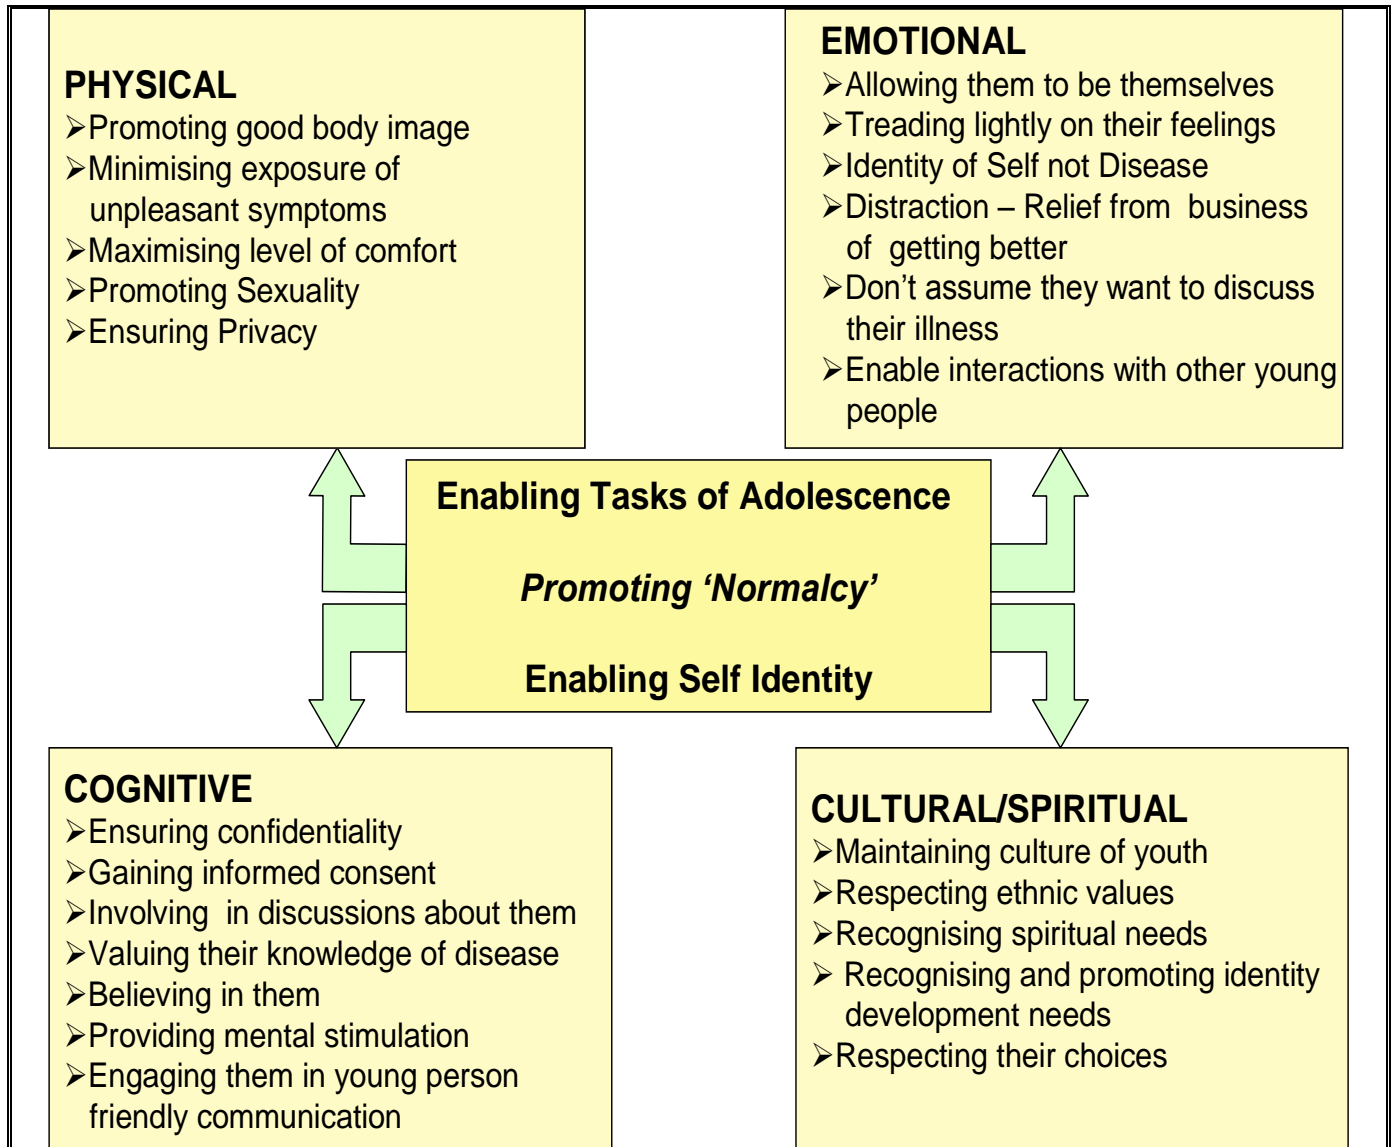 PHYSICAL
➢Promoting good body image
➢Minimising exposure of
unpleasant symptoms
➢Maximising level of comfort
➢Promoting Sexuality
➢Ensuring Privacy
EMOTIONAL
➢Allowing them to be themselves
➢Treading lightly on their feelings
➢Identity of Self not Disease
➢Distraction – Relief from business
of getting better
➢Don’t assume they want to discuss
their illness
➢Enable interactions with other young
people
Enabling Tasks of Adolescence
Promoting ‘Normalcy’
Enabling Self Identity
COGNITIVE
➢Ensuring confidentiality
➢Gaining informed consent
➢Involving in discussions about them
➢Valuing their knowledge of disease
➢Believing in them
➢Providing mental stimulation
➢Engaging them in young person
friendly communication
CULTURAL/SPIRITUAL
➢Maintaining culture of youth
➢Respecting ethnic values
➢Recognising spiritual needs
➢ Recognising and promoting identity
development needs
➢Respecting their choices